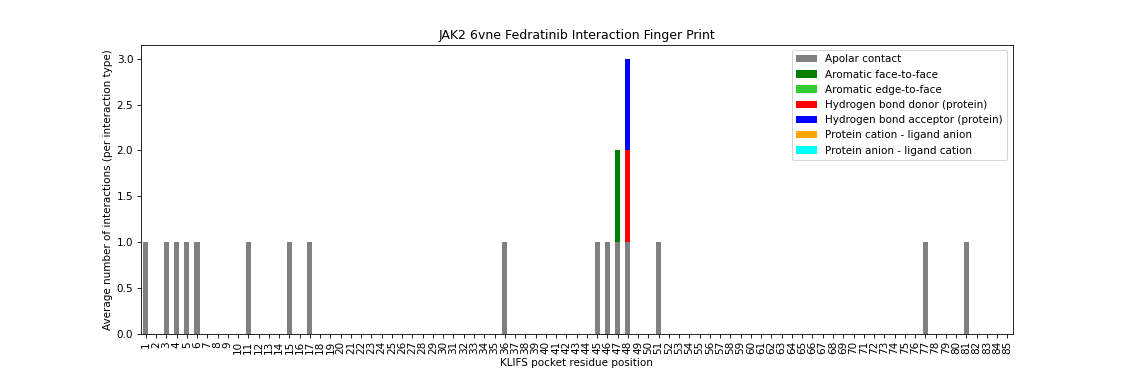 JAK2 6vne Fedratinib Interaction Finger Print
Average number of interactions (per interaction type)
3.0
2.5
2.0
1.5
1.0
0.5
0.0
Apolar contact
Aromatic face-to-face
Aromatic edge-to-face
Hydrogen bond donor (protein)
Hydrogen bond acceptor (protein)
Protein cation - ligand anion
Protein anion - ligand cation
1 2 3 4 5 6 7 8 9 10 11 12 13 14 15 16 17 18 19 20 21 22 23 24 25 26 27 28 29 30 31 32 33 34 35 36 37 38 39 40 41 42 43 44 45 46 47 48 49 50 51 52 53 54 55 56 57 58 59 60 61 62 63 64 65 66 67 68 69 70 71 72 73 74 75 76 77 78 79 80 81 82 83 84 85
KLIFS pocket residue position